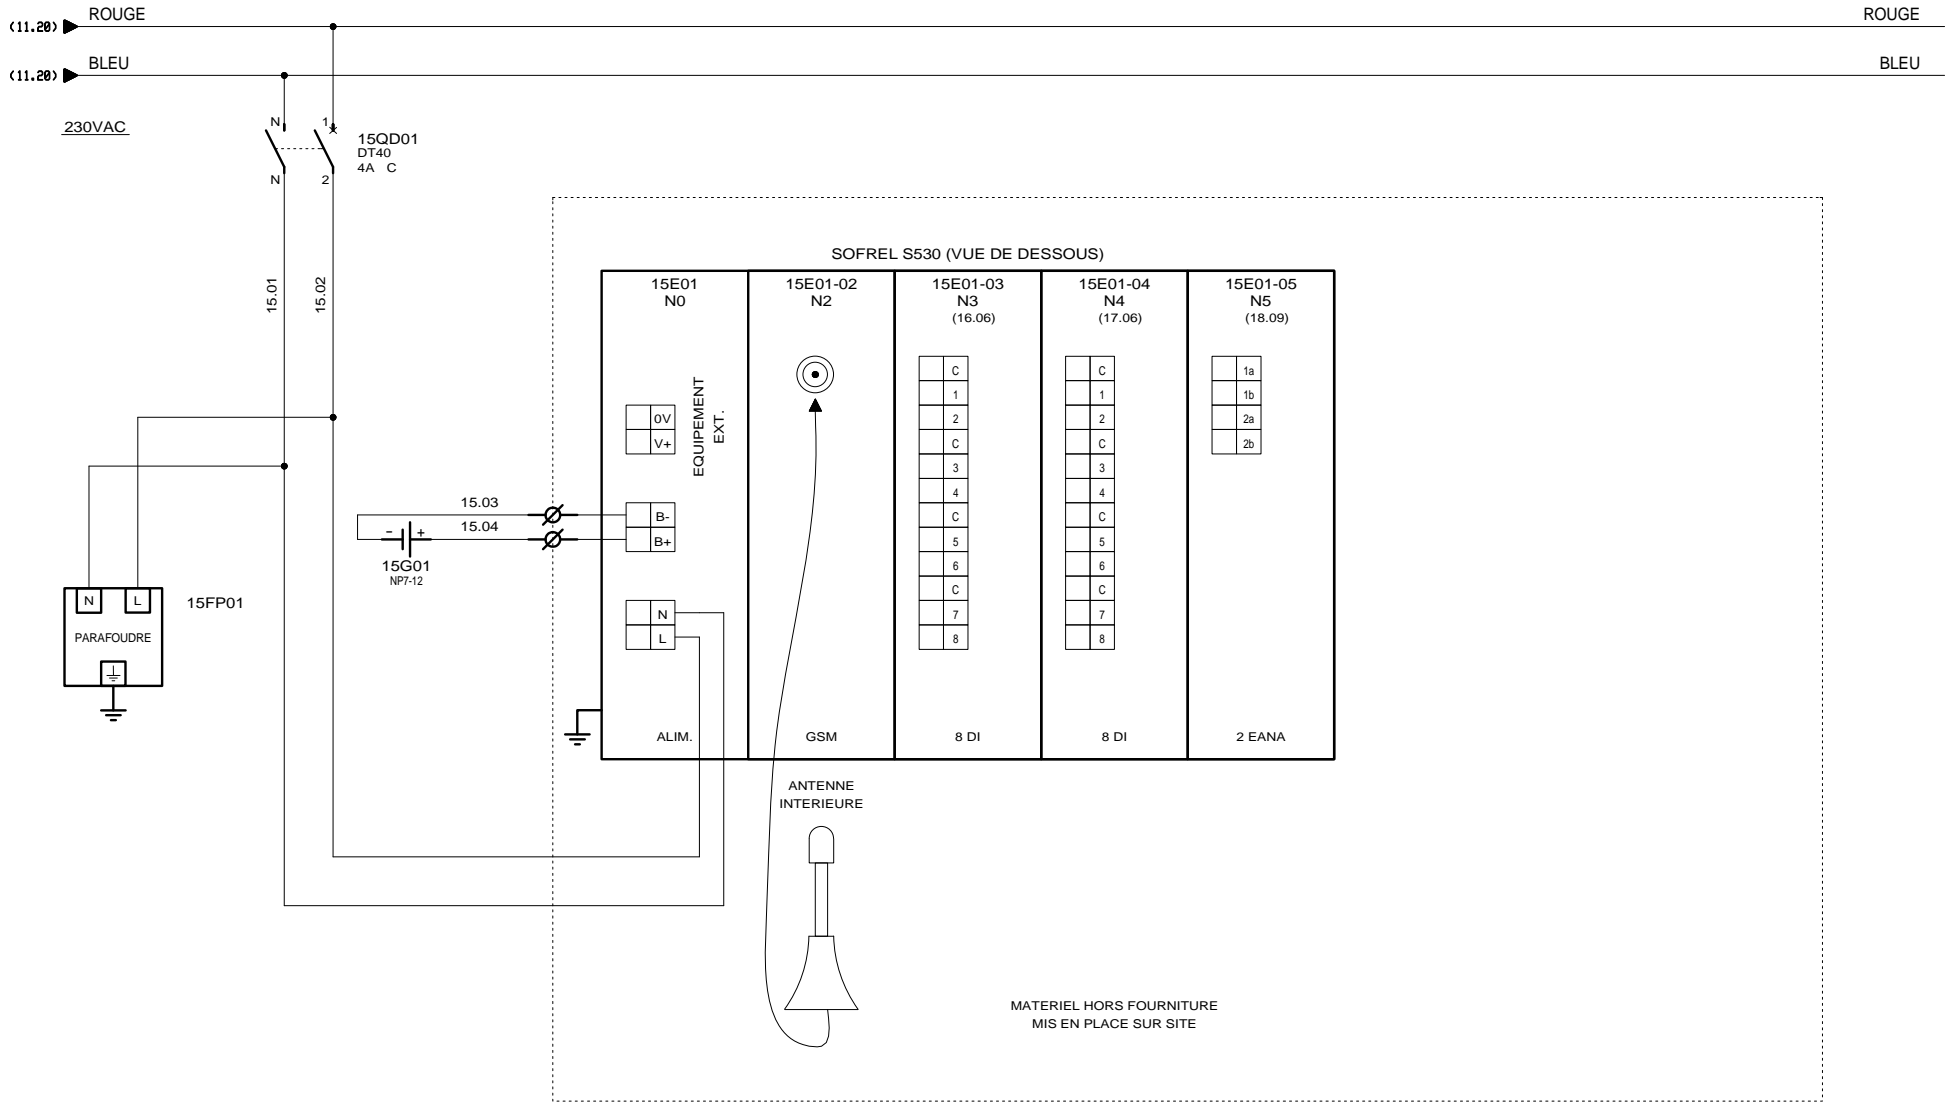 (11.20) ROUGE ROUGE
(11.20) BLEU BLEU
230VAC
N 1
15QD01
DT40
4A C
N 2
15.01
15.02
SOFREL S530 (VUE DE DESSOUS)
15E01
N0
EQUIPEMENT
EXT.
0V
V+
B-
B+
N
L
ALIM.
15E01-02
N2
GSM
15E01-03
N3
(16.06)
C
1
2
C
3
4
C
5
6
C
7
8
8 DI
15E01-04
N4
(17.06)
C
1
2
C
3
4
C
5
6
C
7
8
8 DI
15E01-05
N5
(18.09)
1a
1b
2a
2b
2 EANA
15.03
15.04
- +
15G01
NP7-12
N L
15FP01
PARAFOUDRE
ANTENNE
INTERIEURE
MATERIEL HORS FOURNITURE
MIS EN PLACE SUR SITE